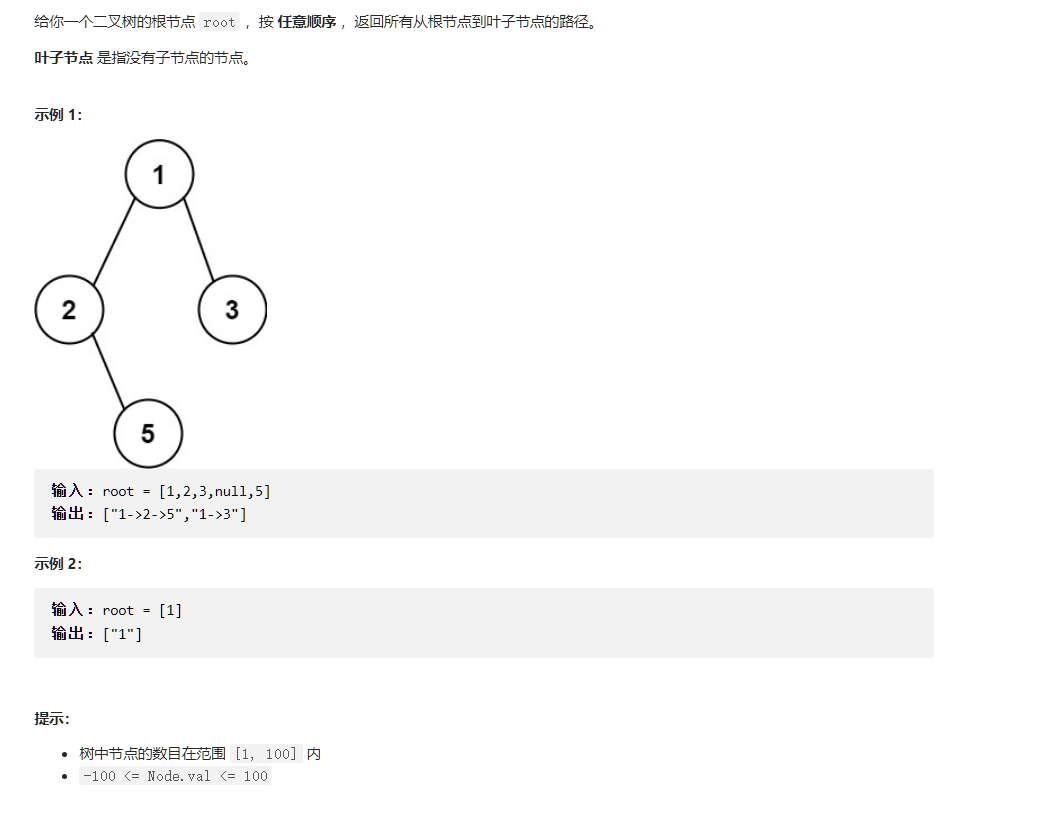 给你一个二叉树的根节点 root ，按 任意顺序 ，返回所有从根节点到叶子节点的路径。
叶子节点 是指没有子节点的节点。
示例 1：
1
2
3
5
输入：root = [1,2,3,null,5]
输出：["1->2->5","1->3"]
示例 2：
输入：root = [1]
输出：["1"]
提示：
树中节点的数目在范围 [1, 100] 内
-100 <= Node.val <= 100